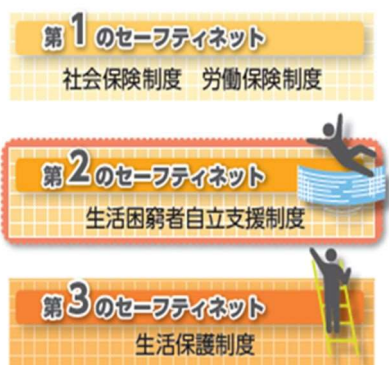 第1のセーフティネット
社会保険制度　労働保険制度
第2のセーフティネット
生活困窮者自立支援制度
第3のセーフティネット
生活保護制度